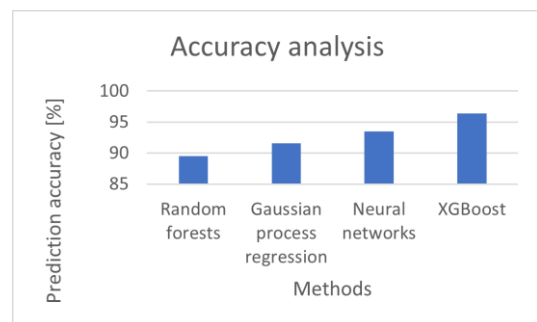 Accuracy analysis
Prediction accuracy [%]
100
95
90
85
Random
forests
Gaussian
process
regression
Neural
networks
XGBoost
Methods